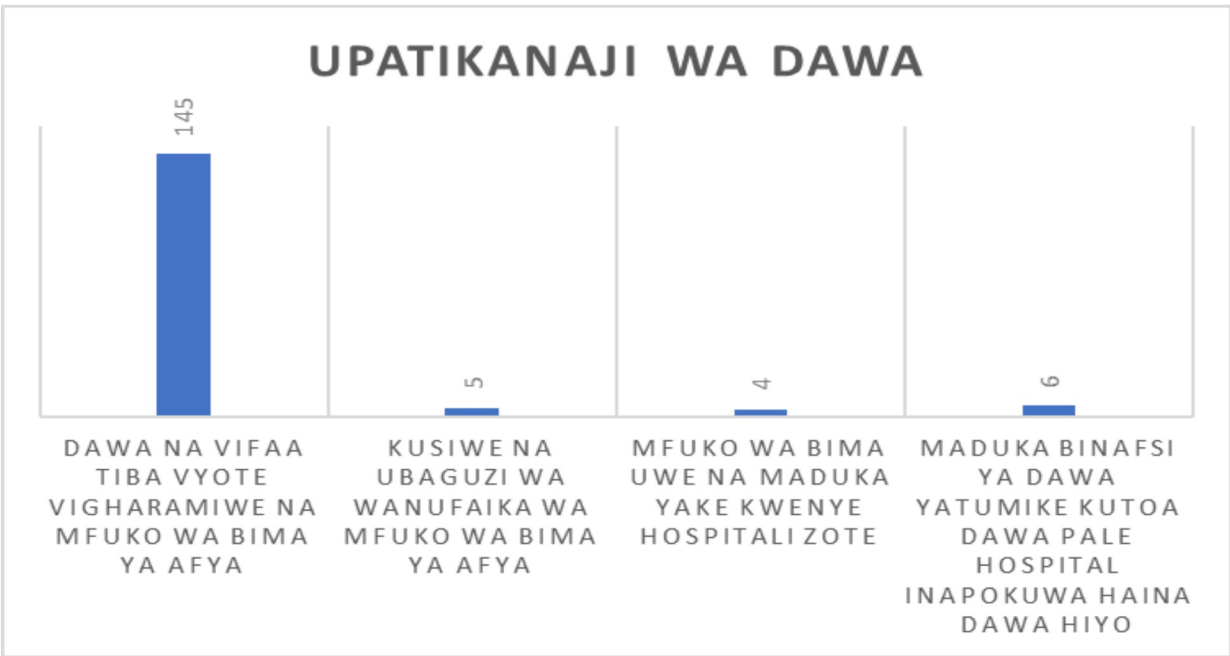 UPATIKANAJI WA DAWA
145
5
4
6
DAWA NA VIFAA
TIBA VYOTE
VIGHARAMIWE NA
MFUKO WA BIMA
YA AFYA
KUSIWE NA
UBAGUZI WA
WANUFAIKA WA
MFUKO WA BIMA
YA AFYA
MFUKO WA BIMA
UWE NA MADUKA
YAKE KWENYE
HOSPITALI ZOTE
MADUKA BINAFSI
YA DAWA
YATUMIKE KUTOA
DAWA PALE
HOSPITAL
INAPOKUWA HAINA
DAWA HIYO